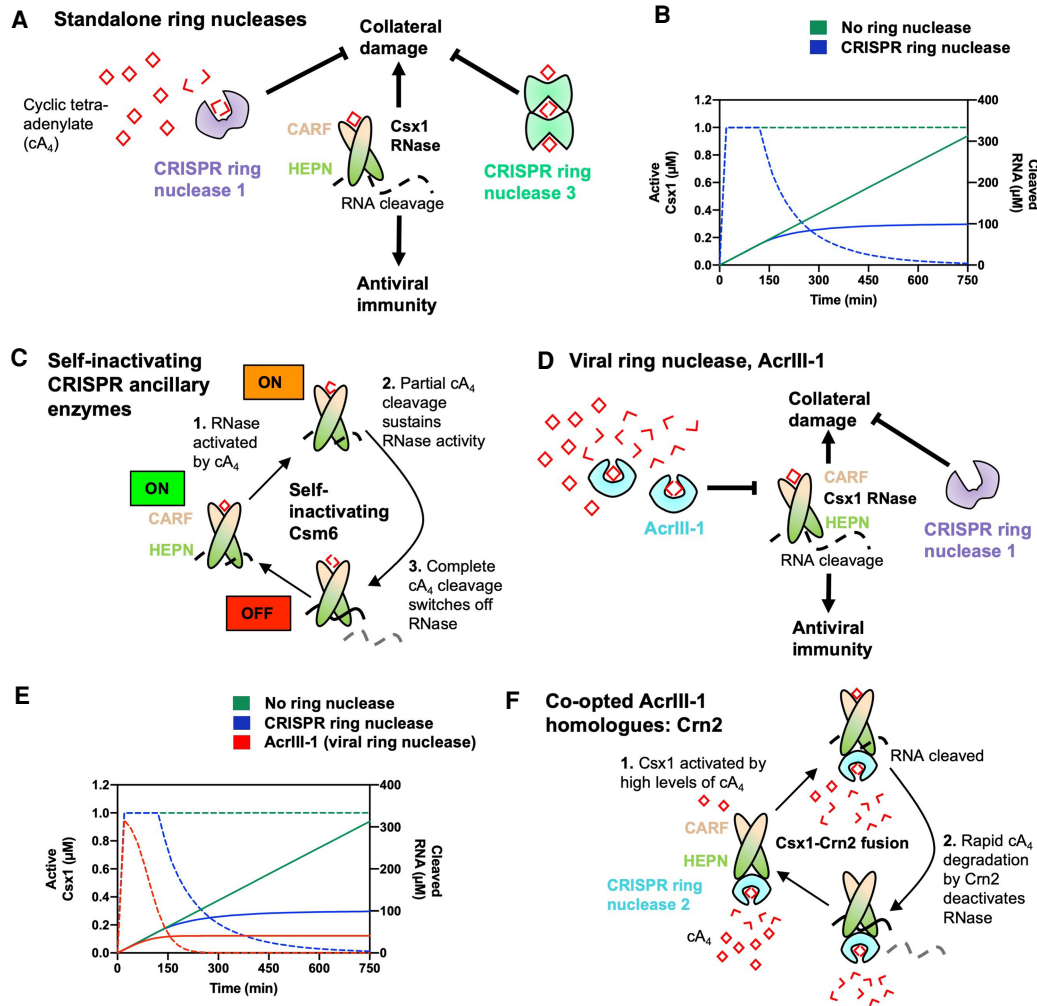 A
Standalone ring nucleases
Collateral
damage
Cyclic tetra-
adenylate
(cA4)
CARF
Csx1
RNase
HEPN
CRISPR ring
nuclease 1
RNA cleavage
CRISPR ring
nuclease 3
Antiviral
immunity
B
No ring nuclease
CRISPR ring nuclease
1.2
1.0
0.8
0.6
0.4
0.2
0.0
Active
Csx1 (µM)
400
300
200
100
0
Cleaved
RNA (µM)
0
150
300
450
600
750
Time (min)
C
Self-inactivating
CRISPR ancillary
enzymes
ON
2. Partial cA4
cleavage
sustains
RNase activity
1. RNase
activated
by cA4
ON
CARF
HEPN
Self-
inactivating
Csm6
OFF
3. Complete
cA4 cleavage
switches off
RNase
D
Viral ring nuclease, AcrIII-1
Collateral
damage
CARF
Csx1 RNase
HEPN
AcrIII-1
RNA cleavage
CRISPR ring
nuclease 1
Antiviral
immunity
E
No ring nuclease
CRISPR ring nuclease
AcrIII-1 (viral ring nuclease)
1.2
1.0
0.8
0.6
0.4
0.2
0.0
Active
Csx1 (µM)
400
300
200
100
0
Cleaved
RNA (µM)
0
150
300
450
600
750
Time (min)
F
Co-opted AcrIII-1
homologues: Crn2
1. Csx1 activated by
high levels of cA4
RNA cleaved
CARF
HEPN
CRISPR ring
nuclease 2
Csx1-Crn2 fusion
2. Rapid cA4
degradation
by Crn2
deactivates
RNase
cA4